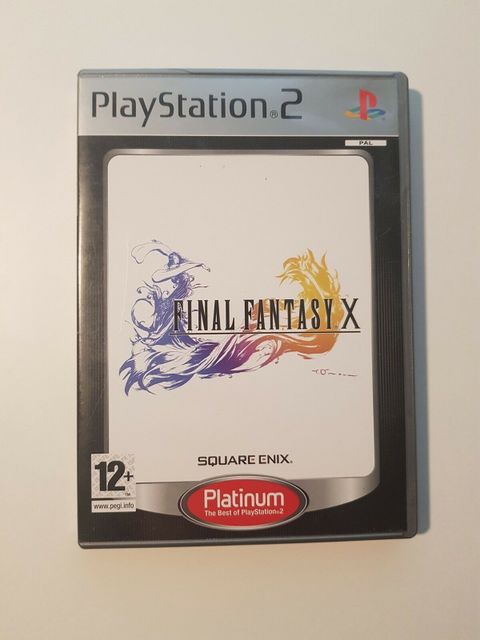 PlayStation®2
PAL
FINAL FANTASY X
SQUARE ENIX®
12+
www.pegi.info
Platinum
The Best of PlayStation®2